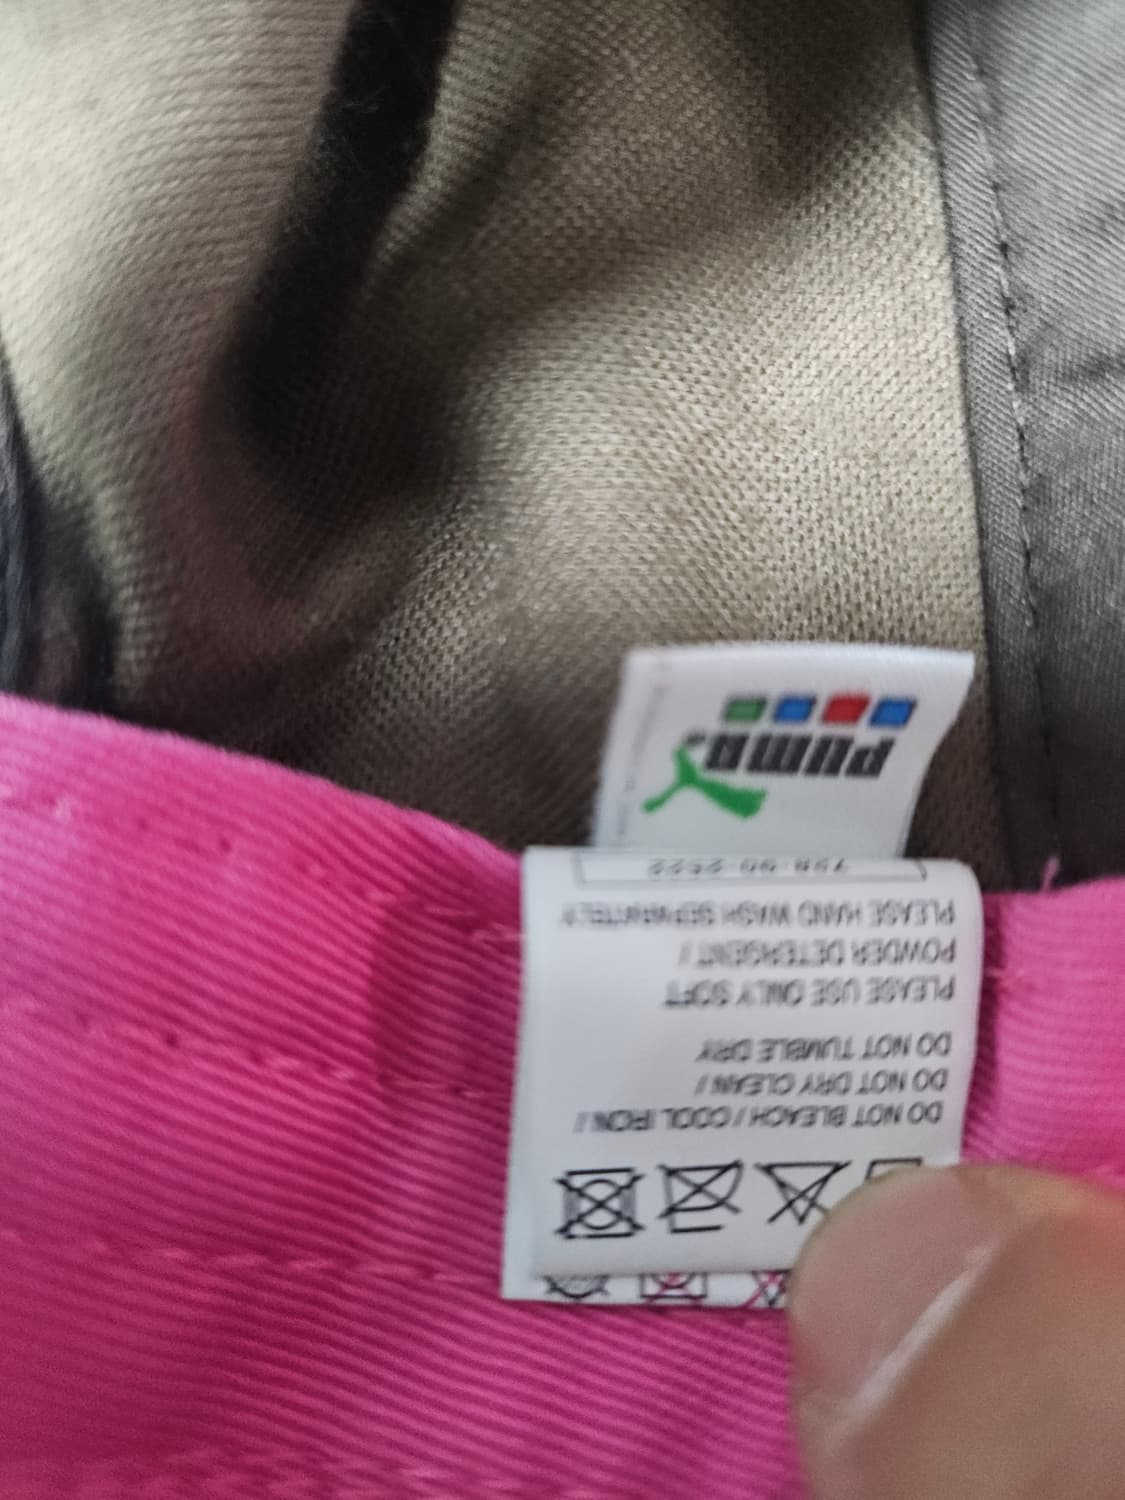 DO NOT BLEACH / COOL IRON /
DO NOT DRY CLEAN /
DO NOT TUMBLE DRY
PLEASE USE ONLY SOFT
POWDER DETERGENT /
PLEASE HAND WASH SEPARATELY
PUMA®